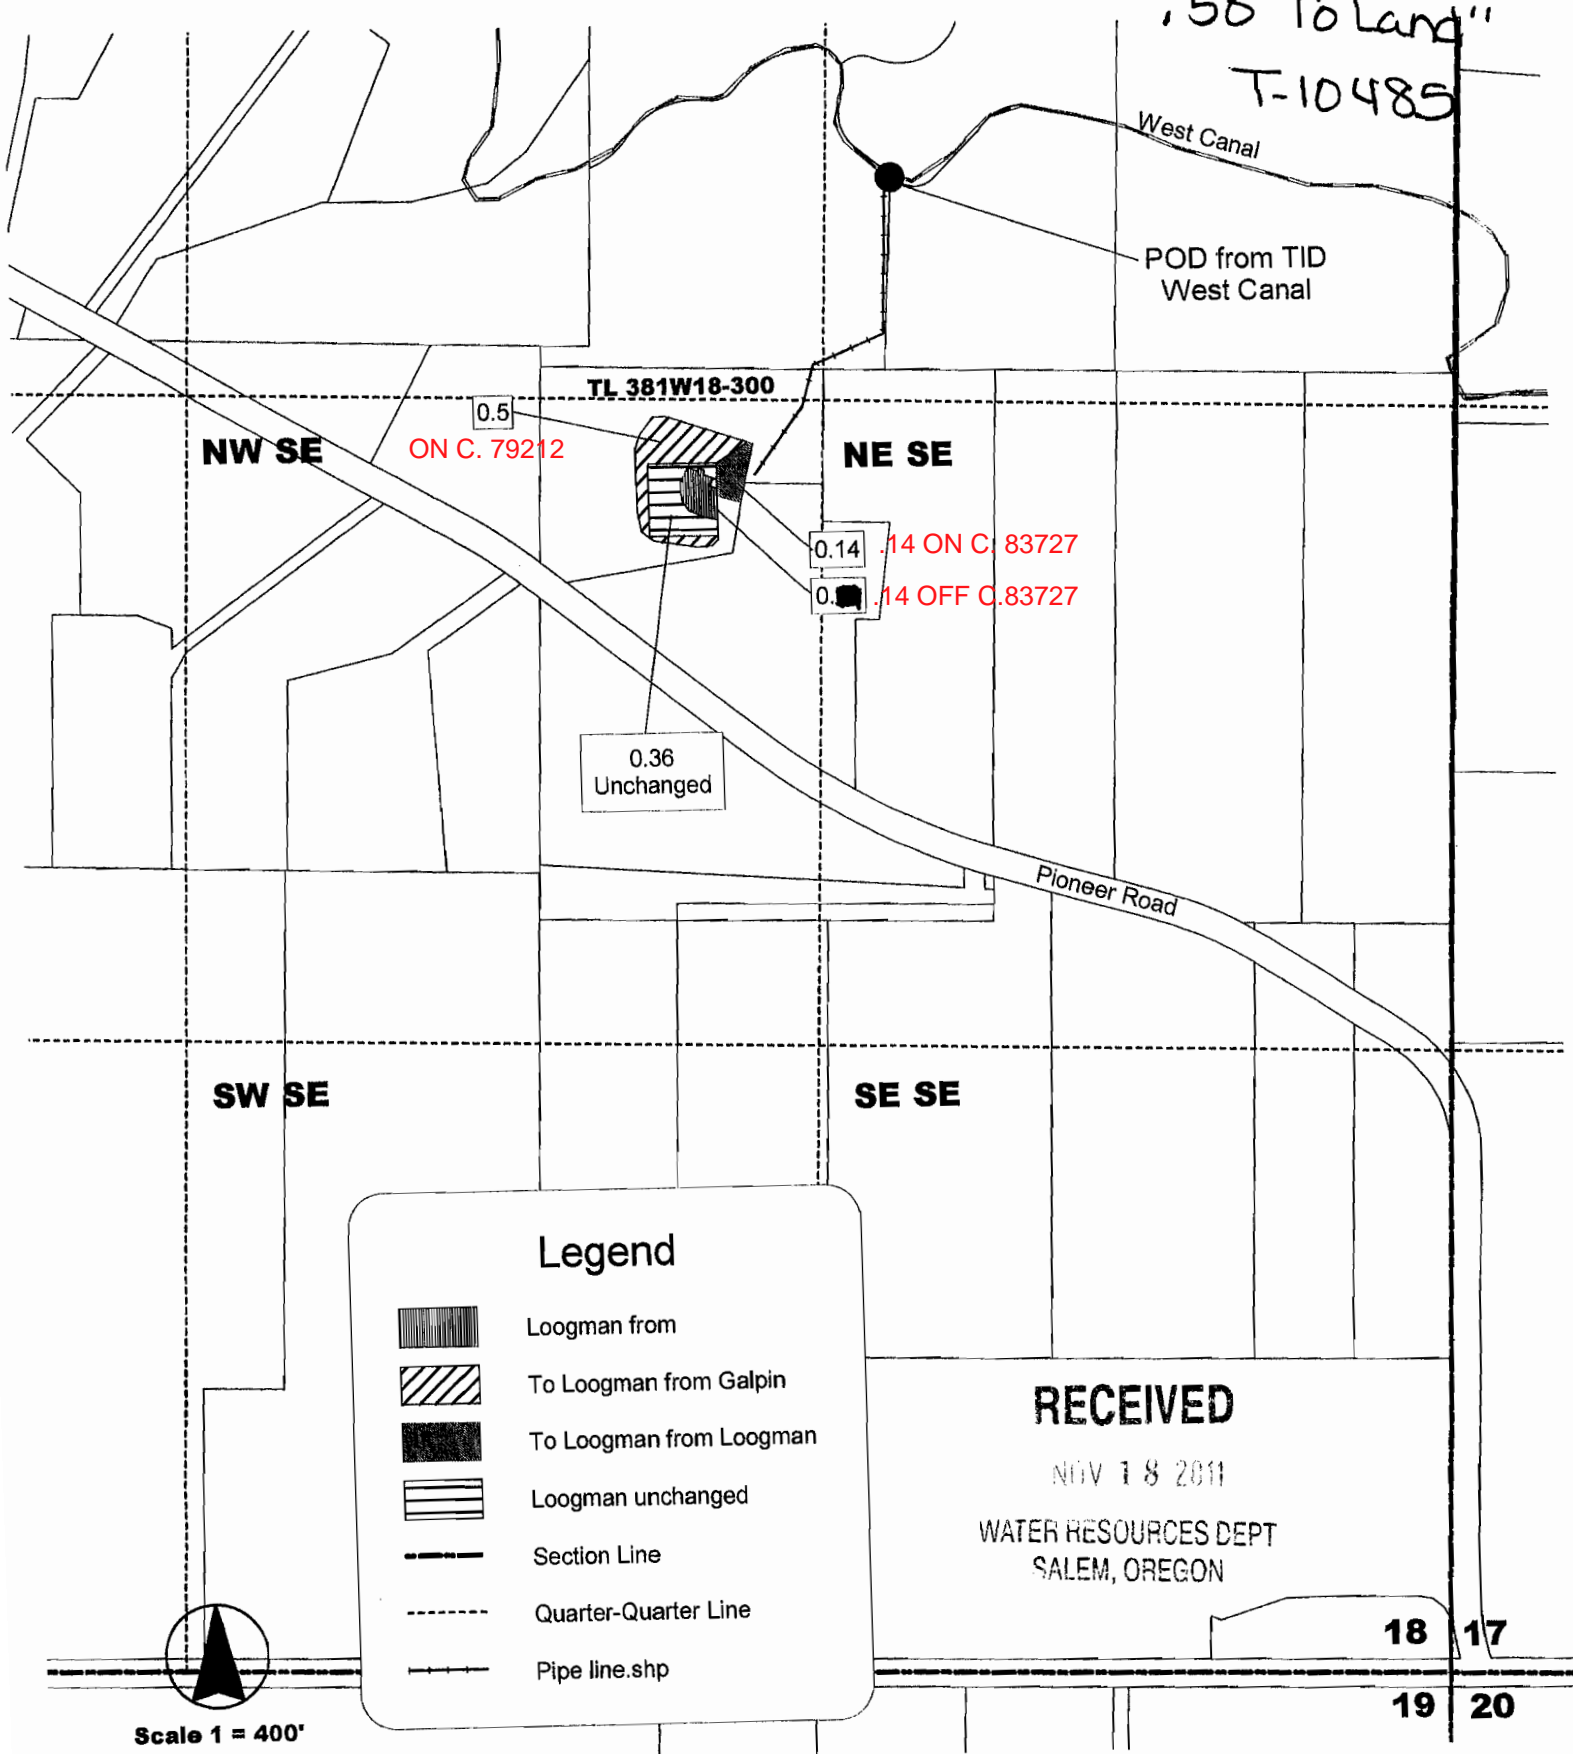 .50 "To Land"
T-10485
West Canal
POD from TID
West Canal
TL 381W18-300
0.5
ON C. 79212
NW SE
NE SE
0.14
.14 ON C. 83727
0.
.14 OFF C.83727
0.36
Unchanged
Pioneer Road
SW SE
SE SE
Legend
Loogman from
To Loogman from Galpin
To Loogman from Loogman
Loogman unchanged
Section Line
Quarter-Quarter Line
Pipe line.shp
RECEIVED
NOV 18 2011
WATER RESOURCES DEPT
SALEM, OREGON
18 17
19 20
Scale 1 = 400'